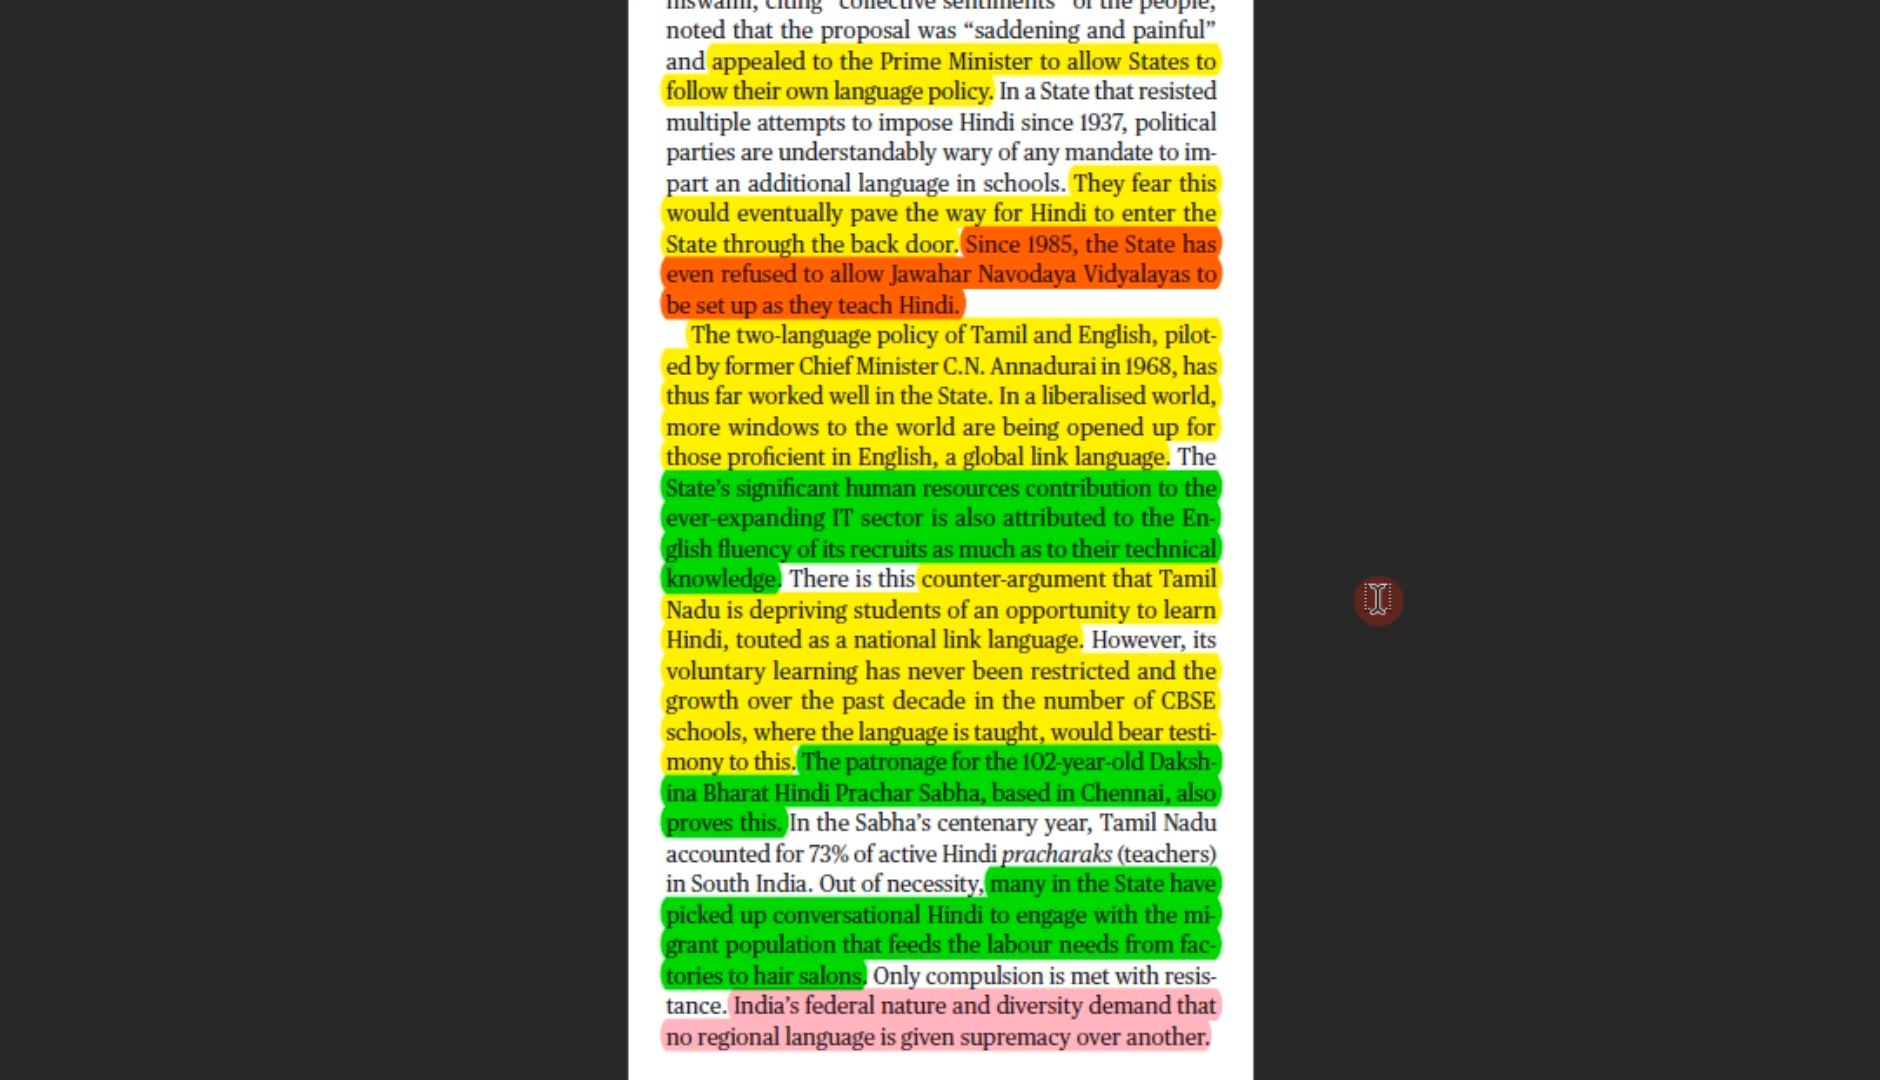 niswami, citing “collective sentiments” of the people,
noted that the proposal was “saddening and painful”
and appealed to the Prime Minister to allow States to
follow their own language policy. In a State that resisted
multiple attempts to impose Hindi since 1937, political
parties are understandably wary of any mandate to im-
part an additional language in schools. They fear this
would eventually pave the way for Hindi to enter the
State through the back door. Since 1985, the State has
even refused to allow Jawahar Navodaya Vidyalayas to
be set up as they teach Hindi.
The two-language policy of Tamil and English, pilot-
ed by former Chief Minister C.N. Annadurai in 1968, has
thus far worked well in the State. In a liberalised world,
more windows to the world are being opened up for
those proficient in English, a global link language. The
State’s significant human resources contribution to the
ever-expanding IT sector is also attributed to the En-
glish fluency of its recruits as much as to their technical
knowledge. There is this counter-argument that Tamil
Nadu is depriving students of an opportunity to learn
Hindi, touted as a national link language. However, its
voluntary learning has never been restricted and the
growth over the past decade in the number of CBSE
schools, where the language is taught, would bear testi-
mony to this. The patronage for the 102-year-old Daksh-
ina Bharat Hindi Prachar Sabha, based in Chennai, also
proves this. In the Sabha’s centenary year, Tamil Nadu
accounted for 73% of active Hindi pracharaks (teachers)
in South India. Out of necessity, many in the State have
picked up conversational Hindi to engage with the mi-
grant population that feeds the labour needs from fac-
tories to hair salons. Only compulsion is met with resis-
tance. India’s federal nature and diversity demand that
no regional language is given supremacy over another.